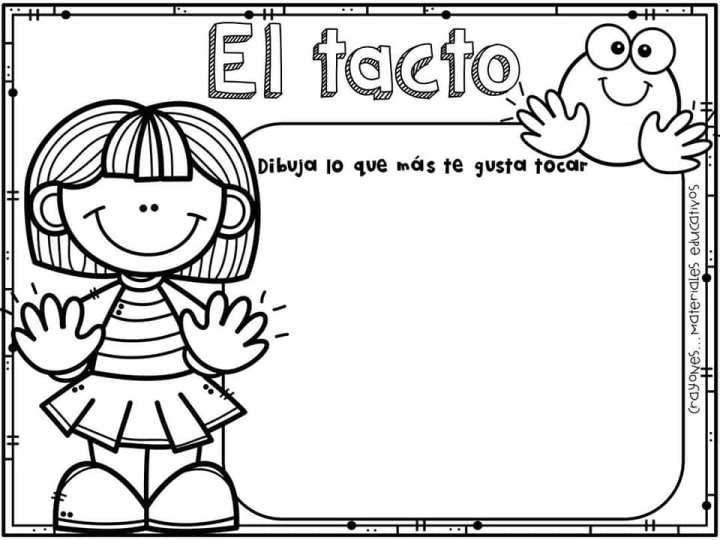 El tacto
Dibuja lo que más te gusta tocar
Crayones... Materiales educativos